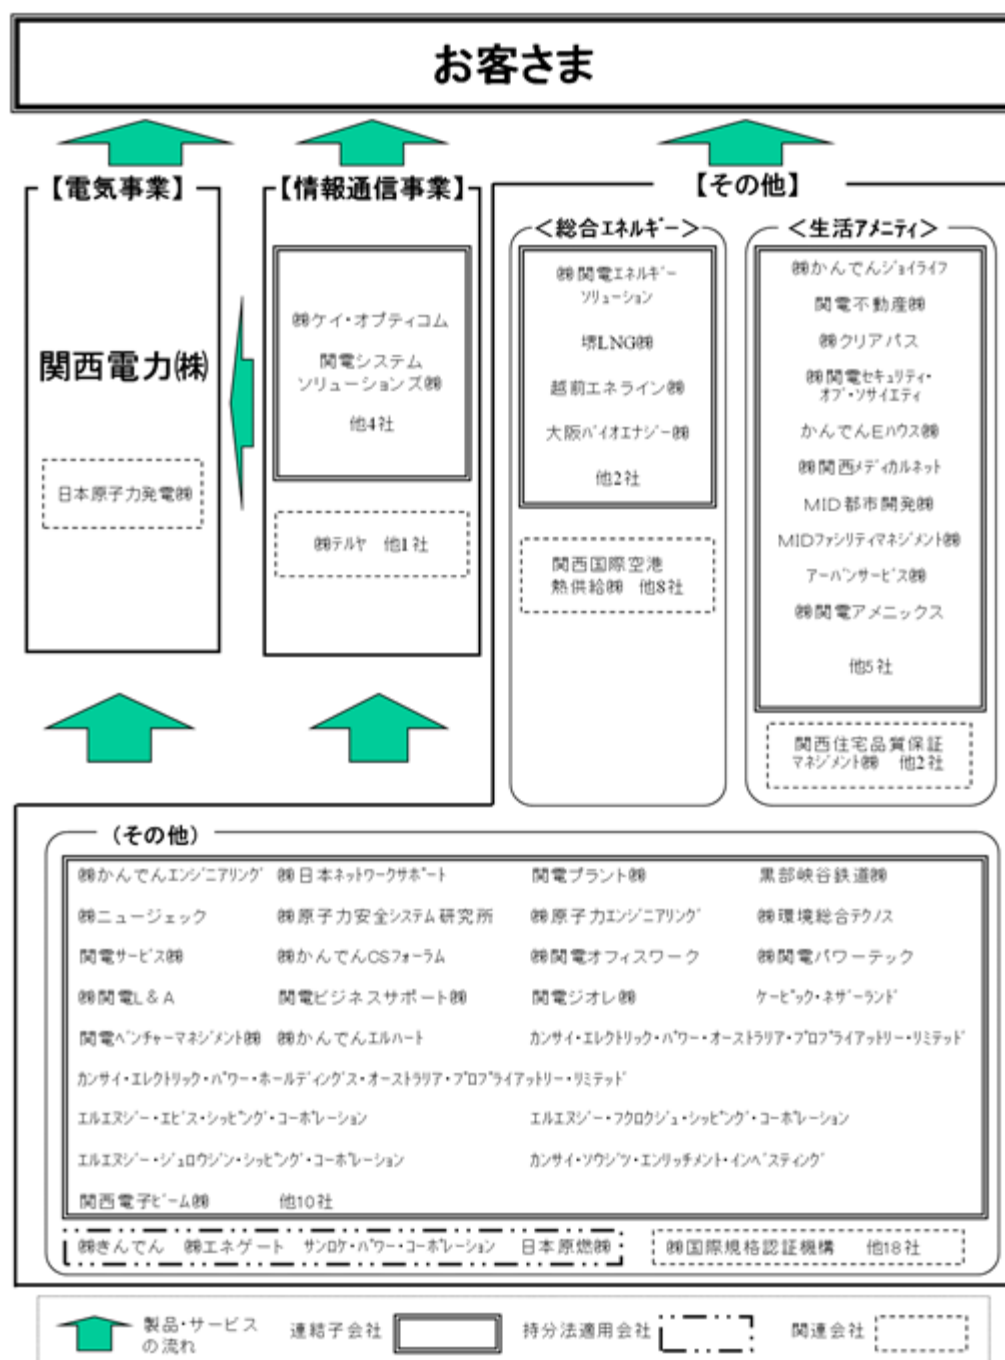 お客さま
【電気事業】
関西電力㈱
日本原子力発電㈱
【情報通信事業】
㈱ケイ・オプティコム
関電システム
ソリューションズ㈱
他4社
㈱テルヤ 他1社
【その他】
<総合エネルギー>
㈱関電エネルギー
ソリューション
堺LNG㈱
越前エネライン㈱
大阪バイオエナジー㈱
他2社
関西国際空港
熱供給㈱ 他8社
<生活アメニティ>
㈱かんでんジョイライフ
関電不動産㈱
㈱クリアパス
㈱関電セキュリティ・
オブ・ソサイエティ
かんでんEハウス㈱
㈱関西メディカルネット
MID都市開発㈱
MIDファシリティマネジメント㈱
アーバンサービス㈱
㈱関電アメニックス
他5社
関西住宅品質保証
マネジメント㈱ 他2社
(その他)
㈱かんでんエンジニアリング ㈱日本ネットワークサポート 関電プラント㈱ 黒部峡谷鉄道㈱
㈱ニュージェック ㈱原子力安全システム研究所 ㈱原子力エンジニアリング ㈱環境総合テクノス
関電サービス㈱ ㈱かんでんCSフォーラム ㈱関電オフィスワーク ㈱関電パワーテック
㈱関電L&A 関電ビジネスサポート㈱ 関電ジオレ㈱ ケーピック・ネザーランド
関電ベンチャーマネジメント㈱ ㈱かんでんエルハート カンサイ・エレクトリック・パワー・オーストラリア・プロプライアットリー・リミテッド
カンサイ・エレクトリック・パワー・ホールディングス・オーストラリア・プロプライアットリー・リミテッド
エルエヌジー・エビス・シッピング・コーポレーション エルエヌジー・フクロクジュ・シッピング・コーポレーション
エルエヌジー・ジュロウジン・シッピング・コーポレーション カンサイ・ソウジツ・エンリッチメント・インベスティング
関西電子ビーム㈱ 他10社
㈱きんでん ㈱エネゲート サンロケ・パワー・コーポレーション 日本原燃㈱
㈱国際規格認証機構 他18社
製品・サービス
の流れ
連結子会社
持分法適用会社
関連会社